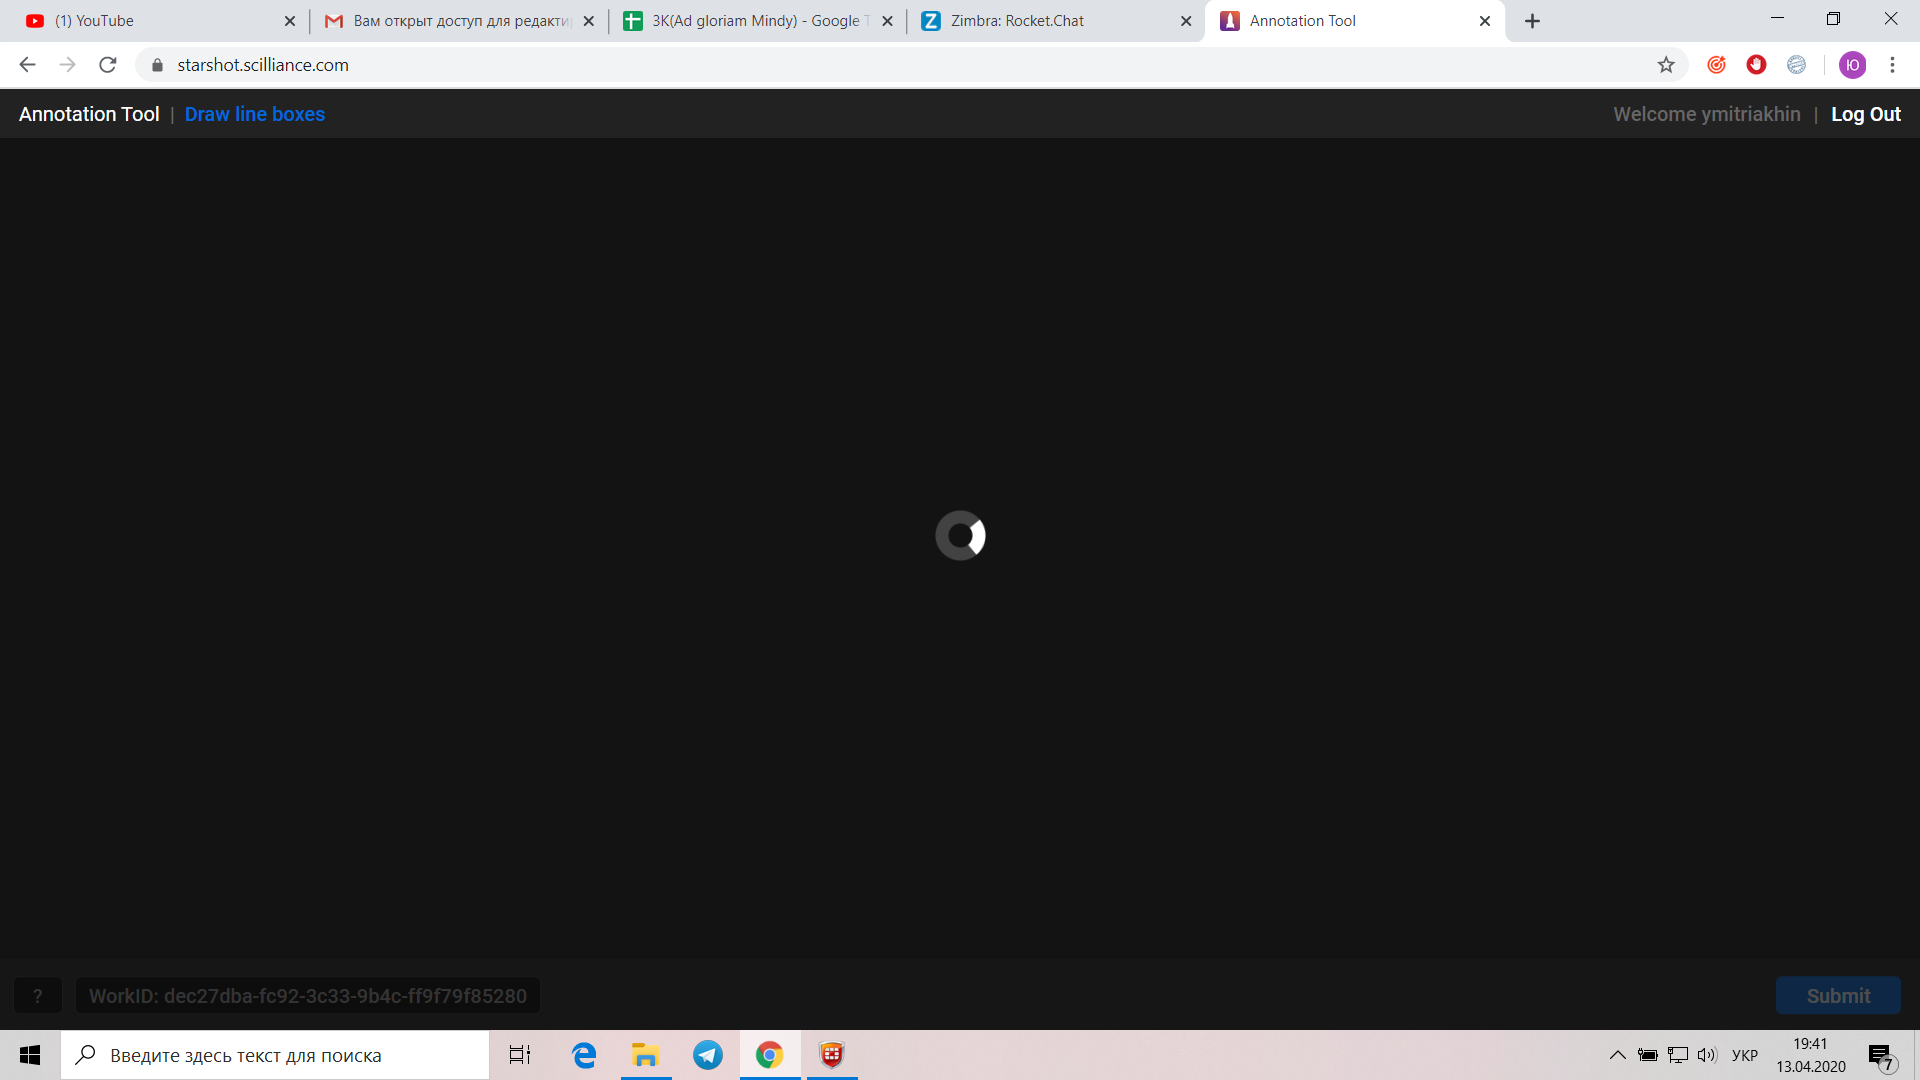 (1) YouTube
Вам открыт доступ для редакти
3K(Ad gloriam Mindy) - Google T
Zimbra: Rocket.Chat
Annotation Tool
starshot.scilliance.com
Ю
Annotation Tool | Draw line boxes
Welcome ymitriakhin | Log Out
? WorkID: dec27dba-fc92-3c33-9b4c-ff9f79f85280
Submit
Введите здесь текст для поиска
УКР
19:41
13.04.2020
7